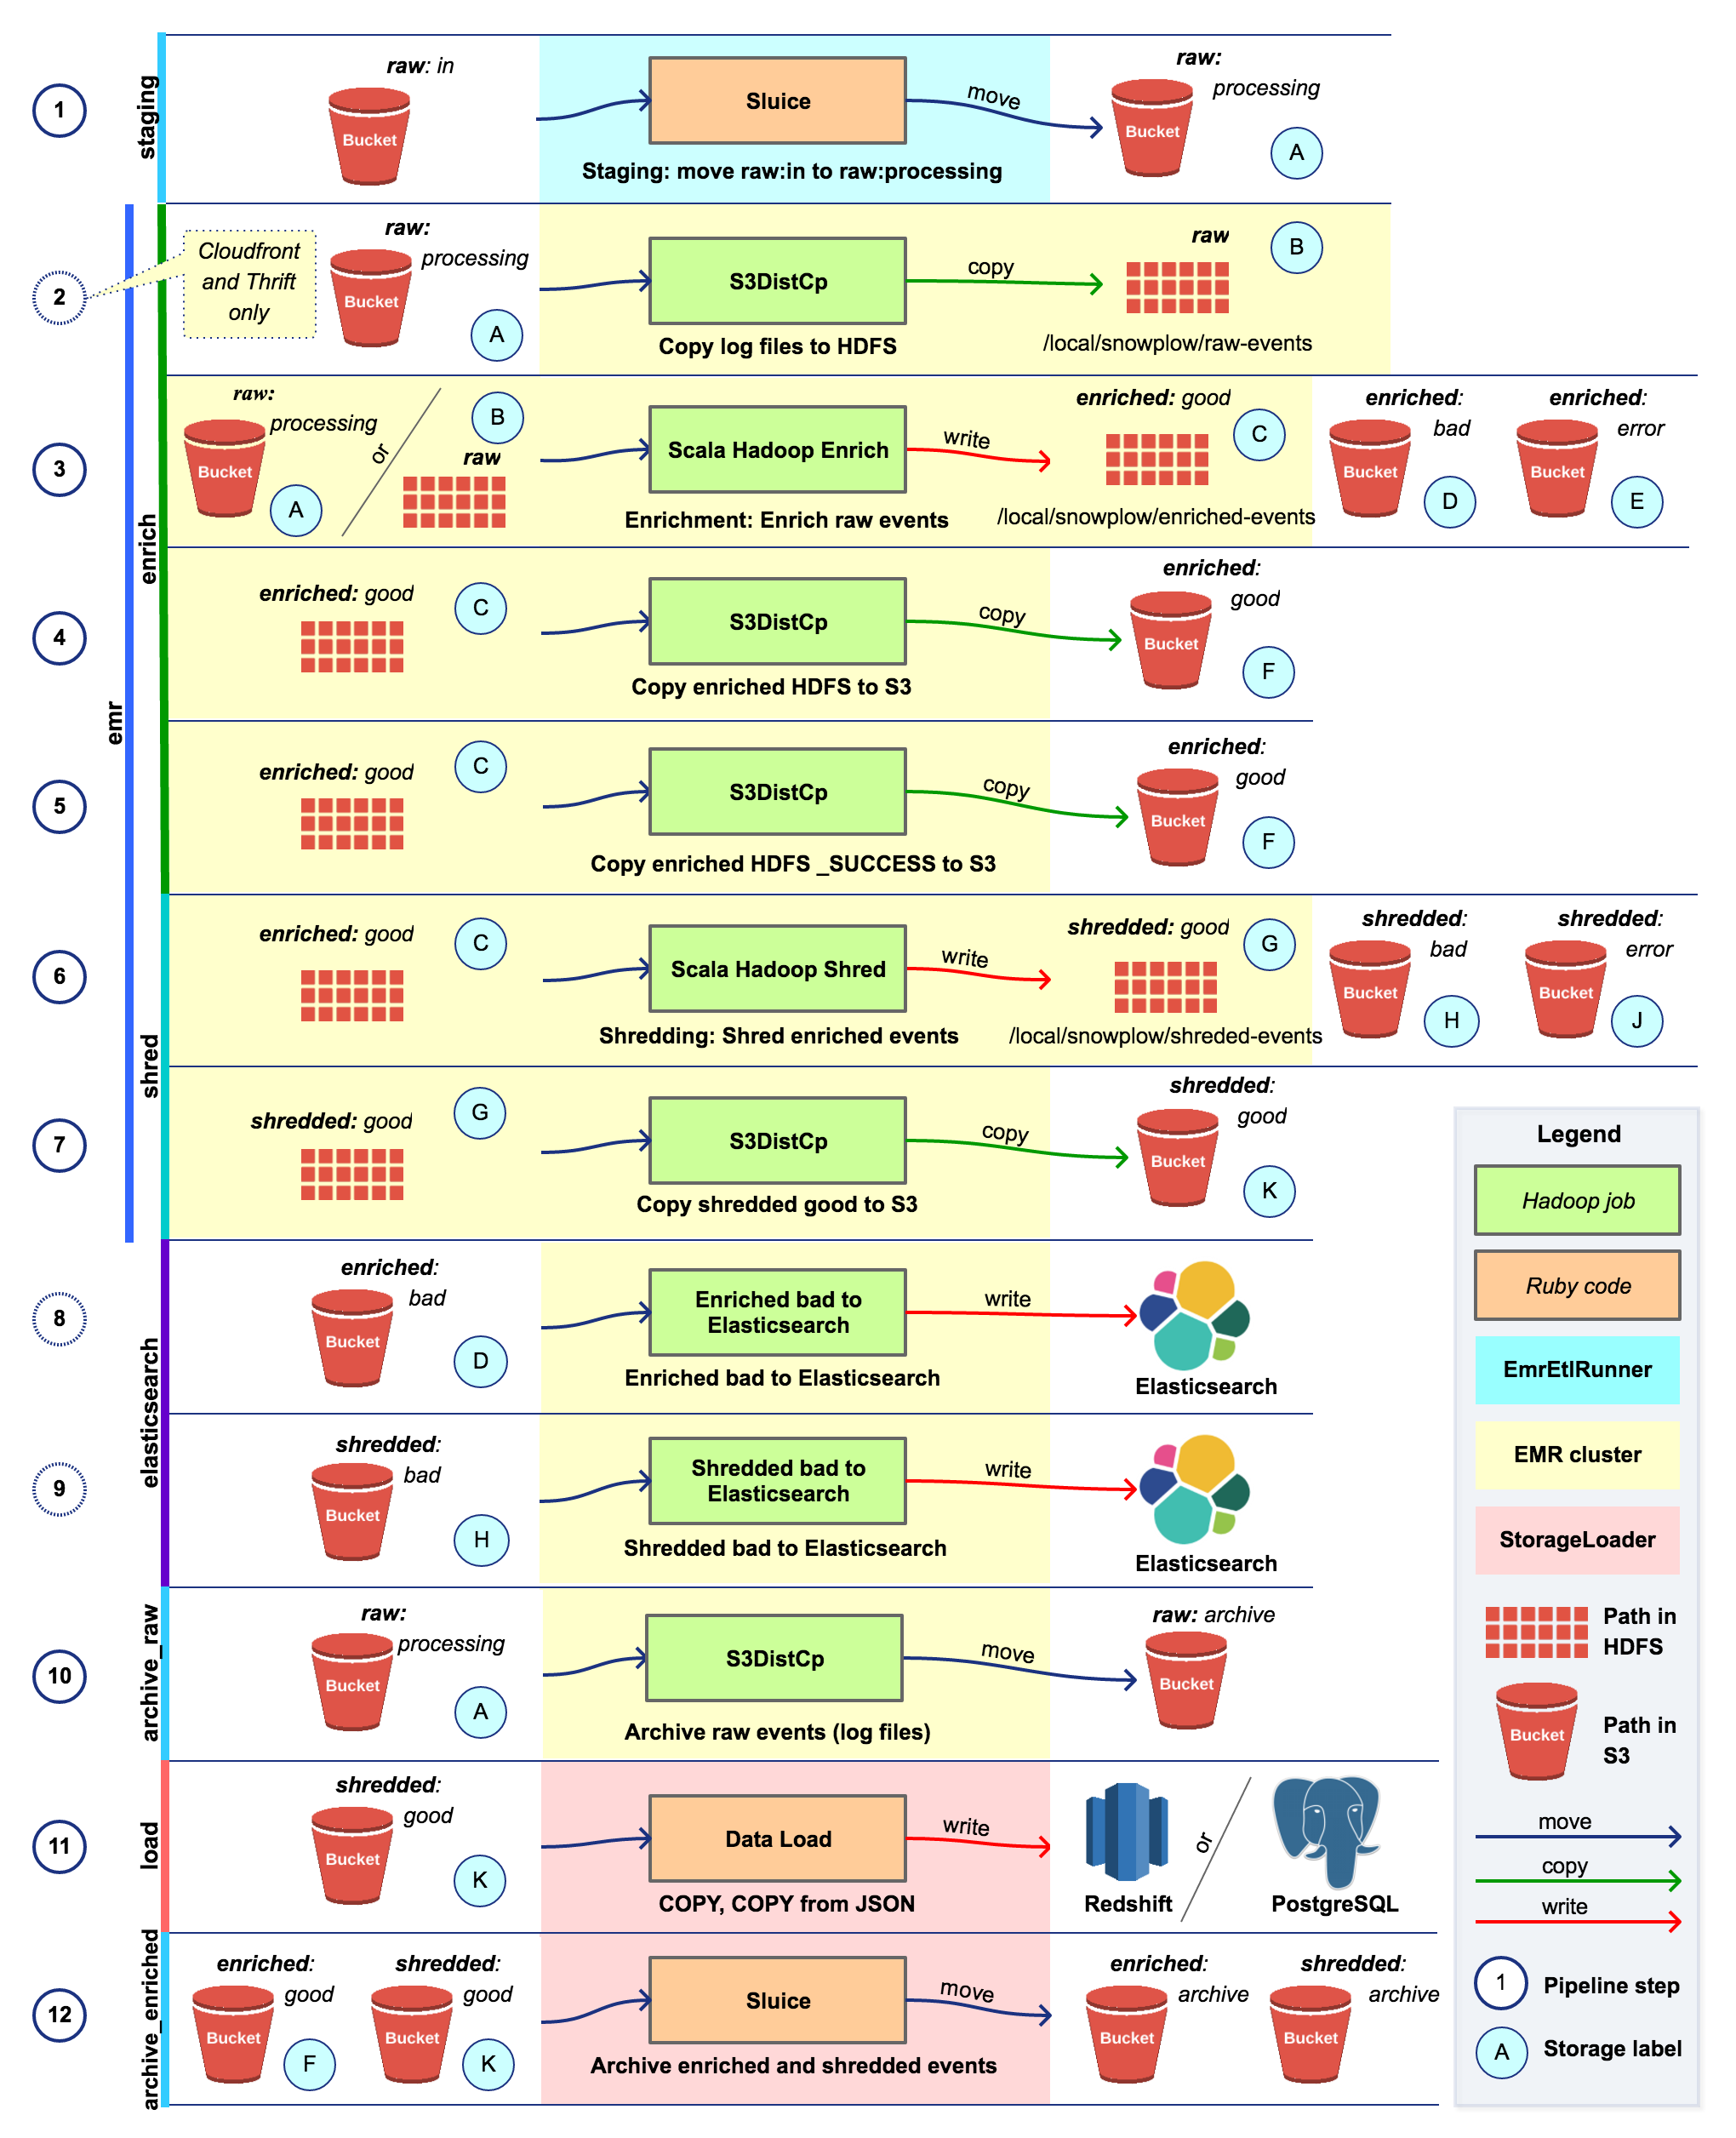 staging
1
raw: in
Bucket
Sluice
move
Staging: move raw:in to raw:processing
raw:
processing
Bucket
A
emr
enrich
2
Cloudfront
and Thrift
only
raw:
processing
Bucket
A
S3DistCp
copy
Copy log files to HDFS
raw
B
/local/snowplow/raw-events
3
raw:
processing
Bucket
A
or
B
raw
Scala Hadoop Enrich
write
Enrichment: Enrich raw events
enriched: good
C
/local/snowplow/enriched-events
enriched:
bad
Bucket
D
enriched:
error
Bucket
E
4
enriched: good
C
S3DistCp
copy
Copy enriched HDFS to S3
enriched:
good
Bucket
F
5
enriched: good
C
S3DistCp
copy
Copy enriched HDFS _SUCCESS to S3
enriched:
good
Bucket
F
shred
6
enriched: good
C
Scala Hadoop Shred
write
Shredding: Shred enriched events
shredded: good
G
/local/snowplow/shreded-events
shredded:
bad
Bucket
H
shredded:
error
Bucket
J
7
shredded: good
G
S3DistCp
copy
Copy shredded good to S3
shredded:
good
Bucket
K
elasticsearch
8
enriched:
bad
Bucket
D
Enriched bad to
Elasticsearch
write
Enriched bad to Elasticsearch
Elasticsearch
9
shredded:
bad
Bucket
H
Shredded bad to
Elasticsearch
write
Shredded bad to Elasticsearch
Elasticsearch
archive_raw
10
raw:
processing
Bucket
A
S3DistCp
move
Archive raw events (log files)
raw: archive
Bucket
load
11
shredded:
good
Bucket
K
Data Load
write
COPY, COPY from JSON
Redshift
or
PostgreSQL
archive_enriched
12
enriched:
good
Bucket
F
shredded:
good
Bucket
K
Sluice
move
Archive enriched and shredded events
enriched:
archive
Bucket
shredded:
archive
Bucket
Legend
Hadoop job
Ruby code
EmrEtlRunner
EMR cluster
StorageLoader
Path in
HDFS
Bucket
Path in
S3
move
copy
write
1
Pipeline step
A
Storage label